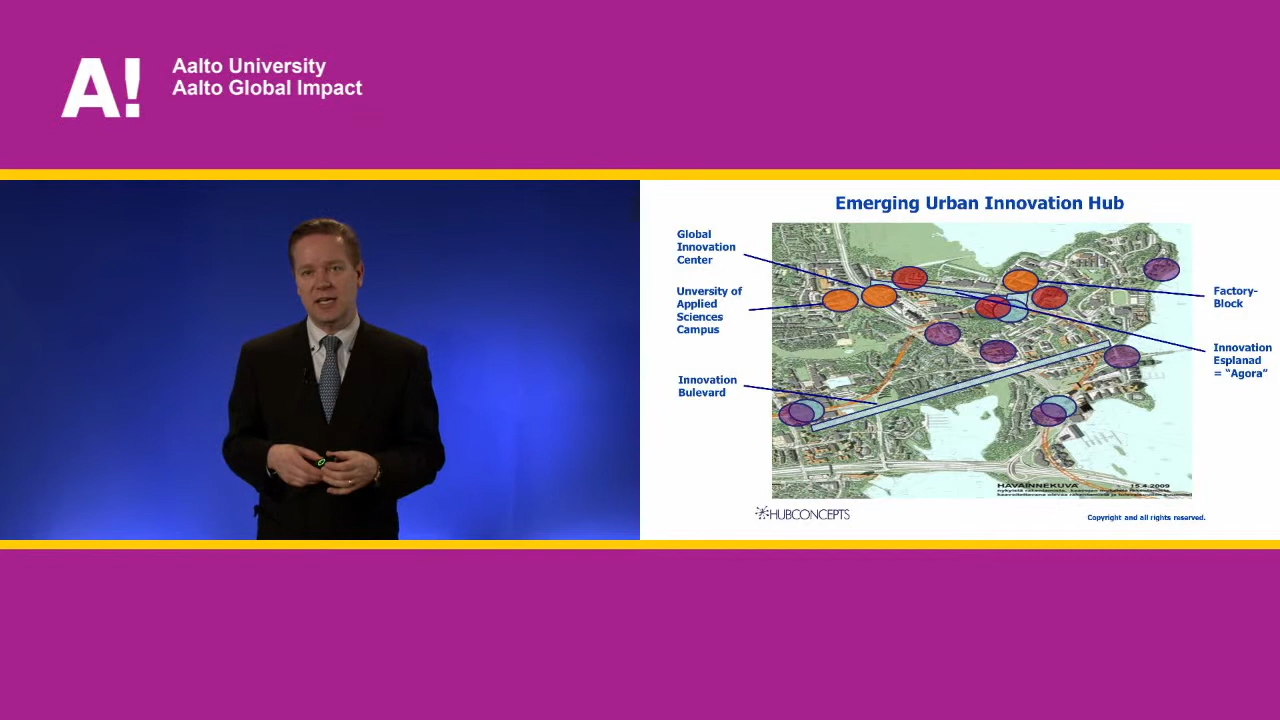 A!
Aalto University
Aalto Global Impact
Emerging Urban Innovation Hub
Global
Innovation
Center
Unversity of
Applied
Sciences
Campus
Innovation
Bulevard
Factory-
Block
Innovation
Esplanad
= “Agora”
HAVAINNEKUVA 15.4.2009
HUBCONCEPTS
Copyright and all rights reserved.